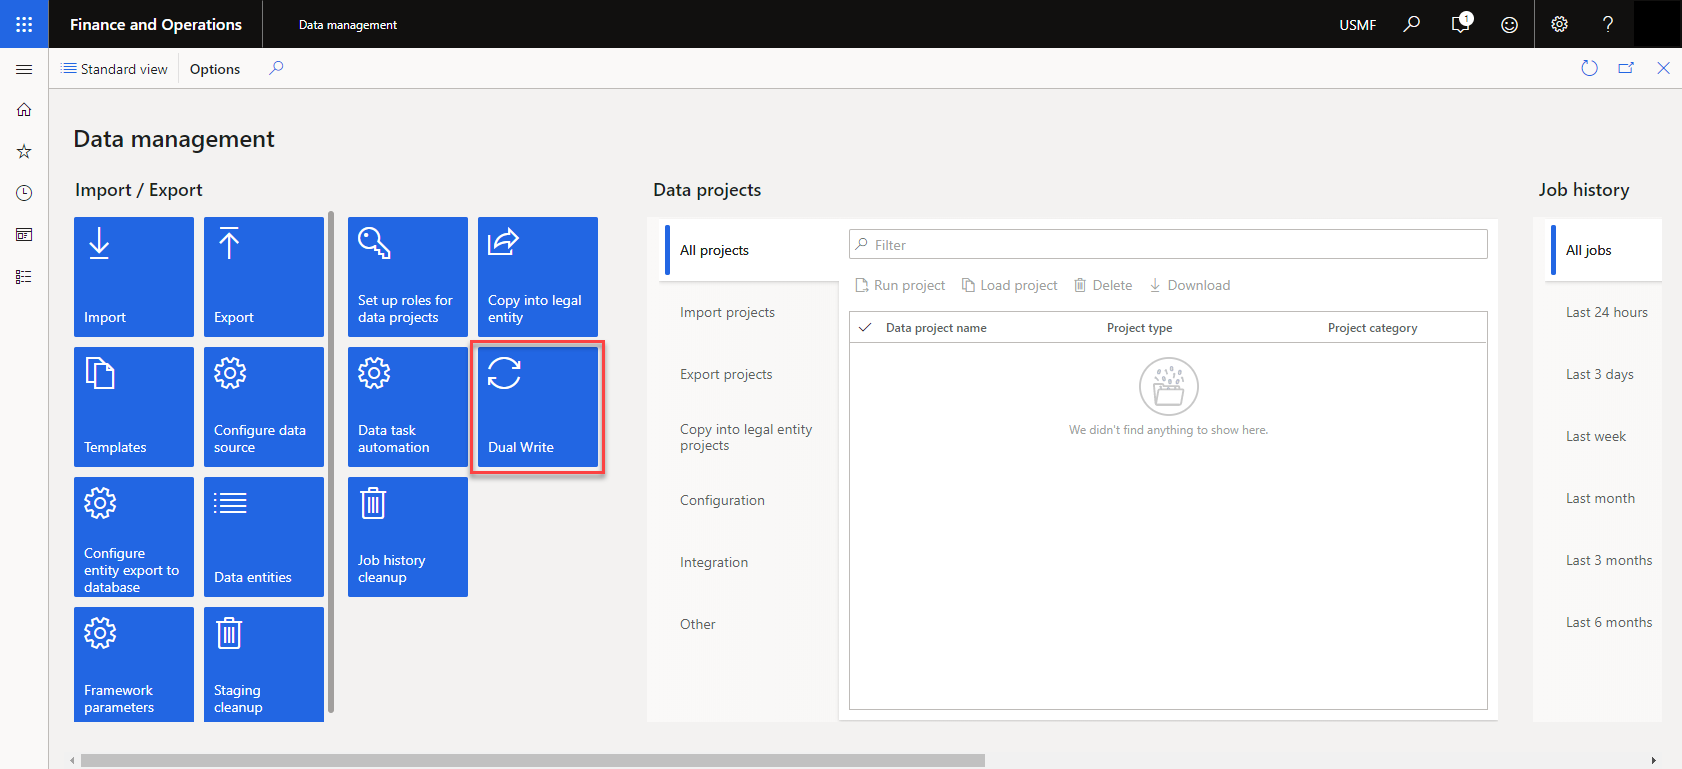 Finance and Operations
Data management
USMF
1
?
Standard view
Options
Data management
Import / Export
Import
Export
Set up roles for
data projects
Copy into legal
entity
Templates
Configure data
source
Data task
automation
Dual Write
Configure
entity export to
database
Data entities
Job history
cleanup
Framework
parameters
Staging
cleanup
Data projects
All projects
Import projects
Export projects
Copy into legal entity
projects
Configuration
Integration
Other
Filter
Run project
Load project
Delete
Download
Data project name
Project type
Project category
We didn't find anything to show here.
Job history
All jobs
Last 24 hours
Last 3 days
Last week
Last month
Last 3 months
Last 6 months